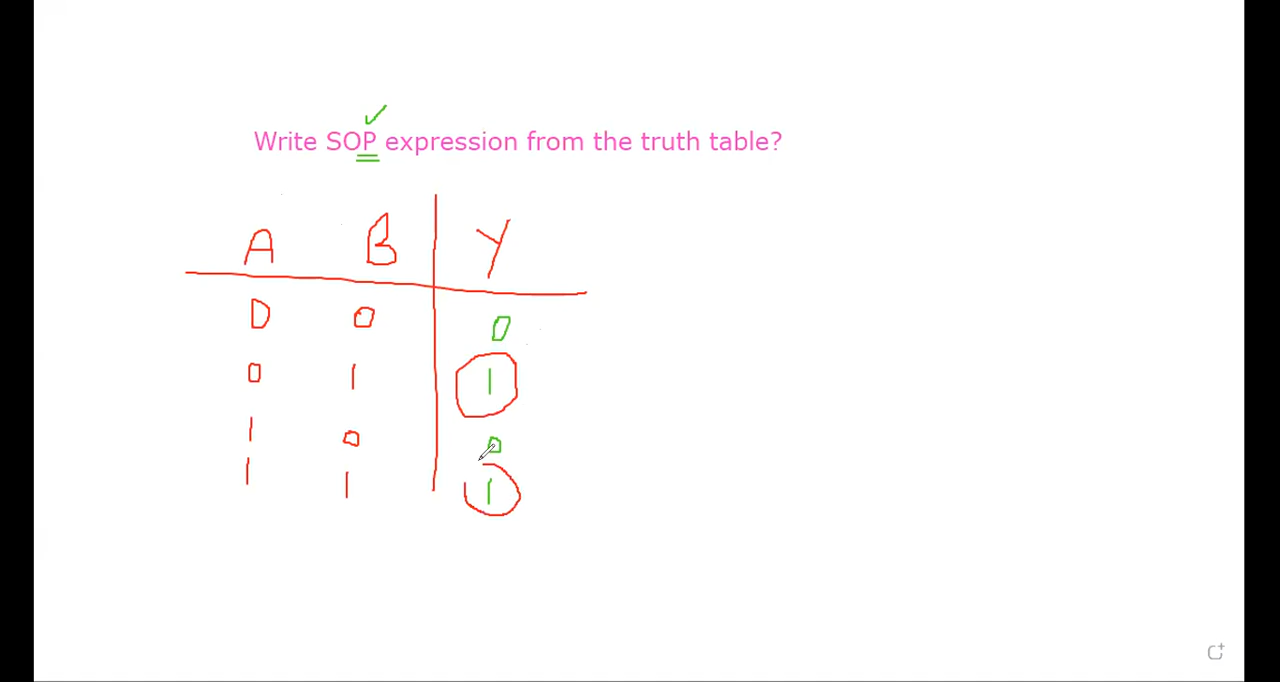 Write SOP expression from the truth table?
A B Y
0 0 0
0 1 1
1 0 0
1 1 1